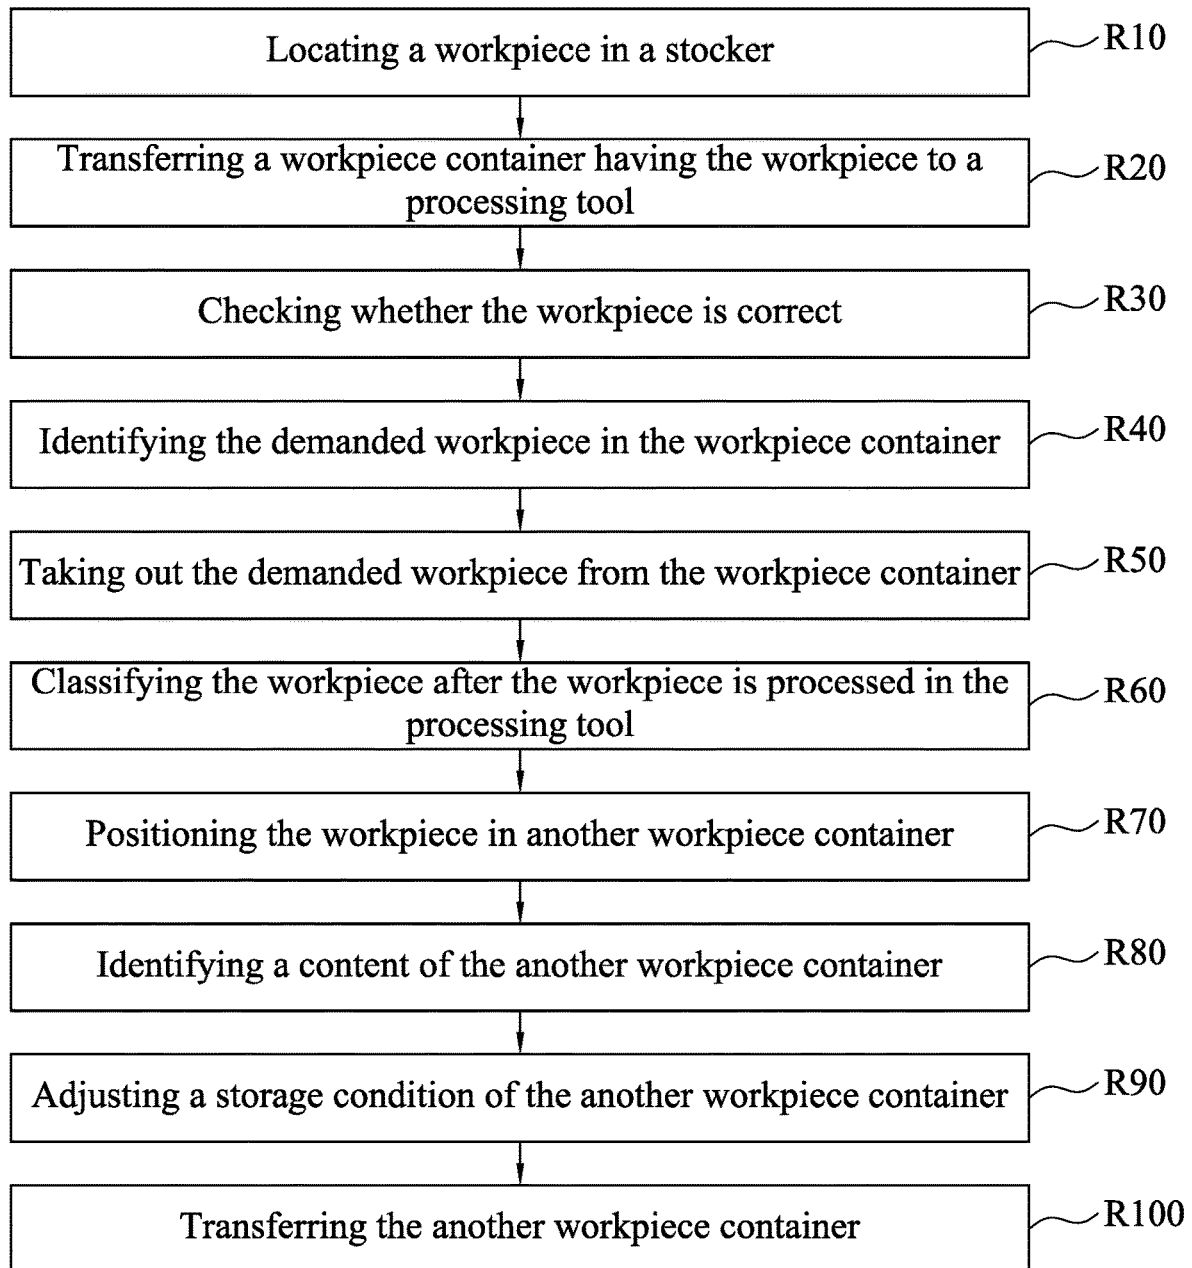 Locating a workpiece in a stocker
R10
Transferring a workpiece container having the workpiece to a
processing tool
R20
Checking whether the workpiece is correct
R30
Identifying the demanded workpiece in the workpiece container
R40
Taking out the demanded workpiece from the workpiece container
R50
Classifying the workpiece after the workpiece is processed in the
processing tool
R60
Positioning the workpiece in another workpiece container
R70
Identifying a content of the another workpiece container
R80
Adjusting a storage condition of the another workpiece container
R90
Transferring the another workpiece container
R100